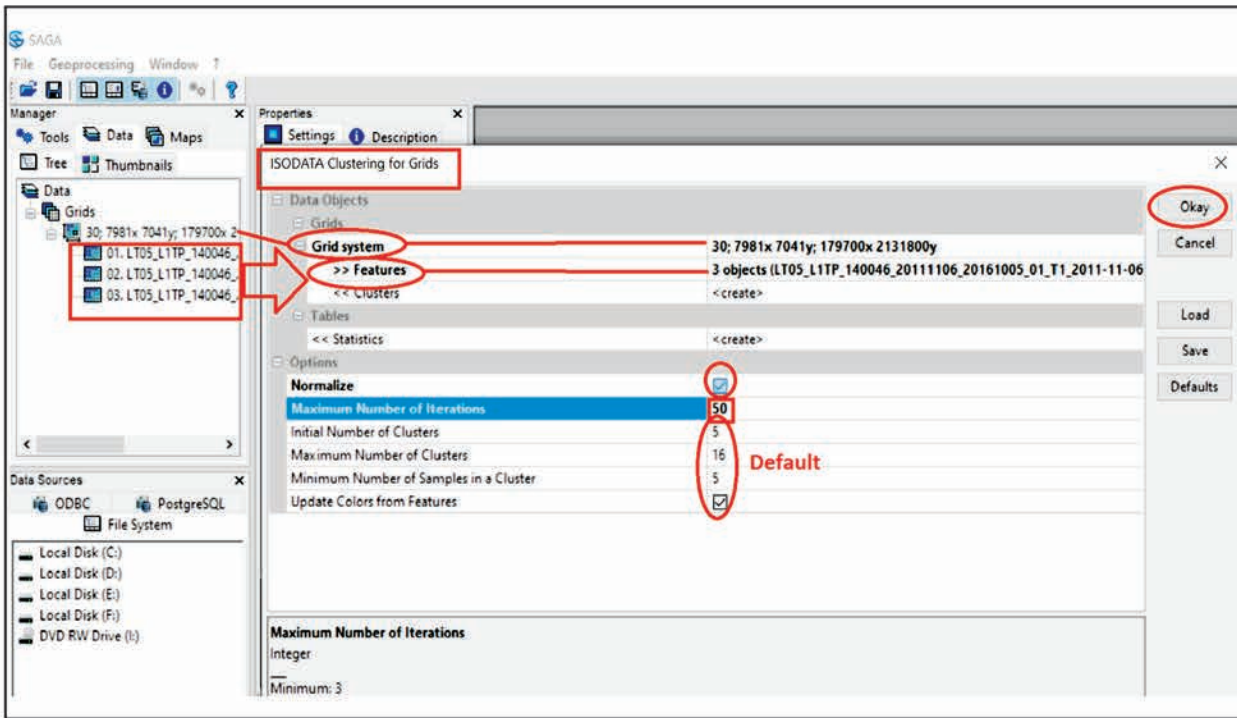 SAGA
File Geoprocessing Window ?
Manager
Tools Data Maps
Tree Thumbnails
Data
Grids
30; 7981x 7041y; 179700x 2
01. LT05_L1TP_140046_
02. LT05_L1TP_140046_
03. LT05_L1TP_140046_
Data Sources
ODBC PostgreSQL
File System
Local Disk (C:)
Local Disk (D:)
Local Disk (E:)
Local Disk (F:)
DVD RW Drive (I:)
Properties
Settings Description
ISODATA Clustering for Grids
Data Objects
Grids
Grid system 30; 7981x 7041y; 179700x 2131800y
>> Features 3 objects (LT05_L1TP_140046_20111106_20161005_01_T1_2011-11-06
<< Clusters <create>
Tables
<< Statistics <create>
Options
Normalize
Maximum Number of Iterations 50
Initial Number of Clusters 5
Maximum Number of Clusters 16
Minimum Number of Samples in a Cluster 5
Update Colors from Features
Default
Okay
Cancel
Load
Save
Defaults
Maximum Number of Iterations
Integer
Minimum: 3